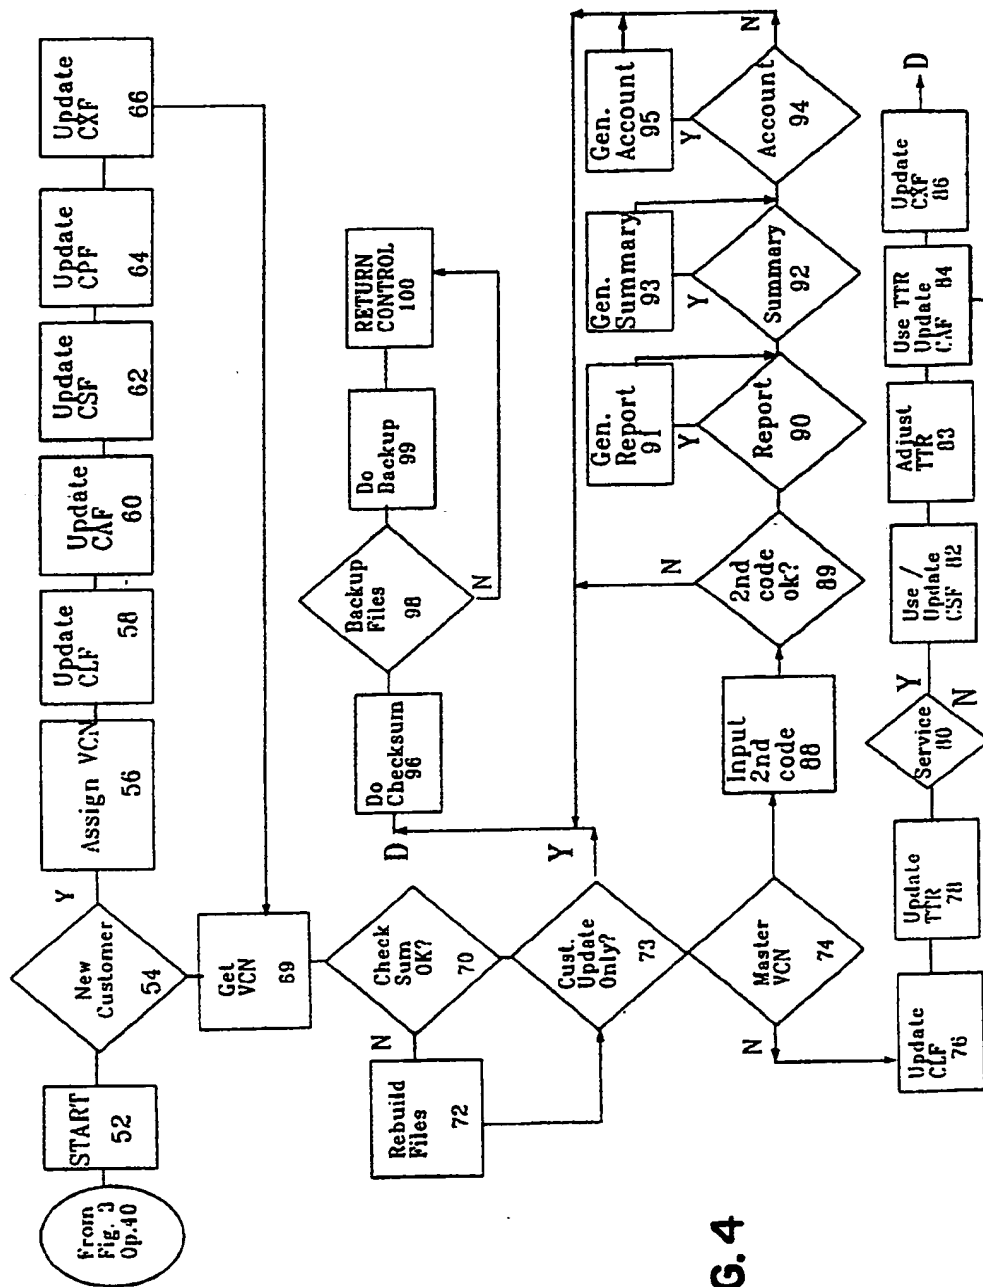 From
Fig. 3
Op.40
START
52
New
Customer
54
Y
Assign VCN
56
Update
CLF
58
Update
CAF
60
Update
CSF
62
Update
CPF
64
Update
CXF
66
Get
VCN
69
Check
Sum
OK?
70
N
Rebuild
Files
72
Cust.
Update
Only?
73
Y
D
Do
Checksum
96
Backup
Files
98
N
Do
Backup
99
RETURN
CONTROL
100
Master
VCN
74
N
Input
2nd
code
88
2nd
code
ok?
89
N
Report
90
Y
Gen.
Report
91
Summary
92
Y
Gen.
Summary
93
Account
94
Y
N
Gen.
Account
95
Update
CLF
76
Update
TTR
78
Service
80
Y
N
Use /
Update
CSF 82
Adjust
TTR
83
Use TTR
Update
CAF 84
Update
CXF
86
D
G. 4